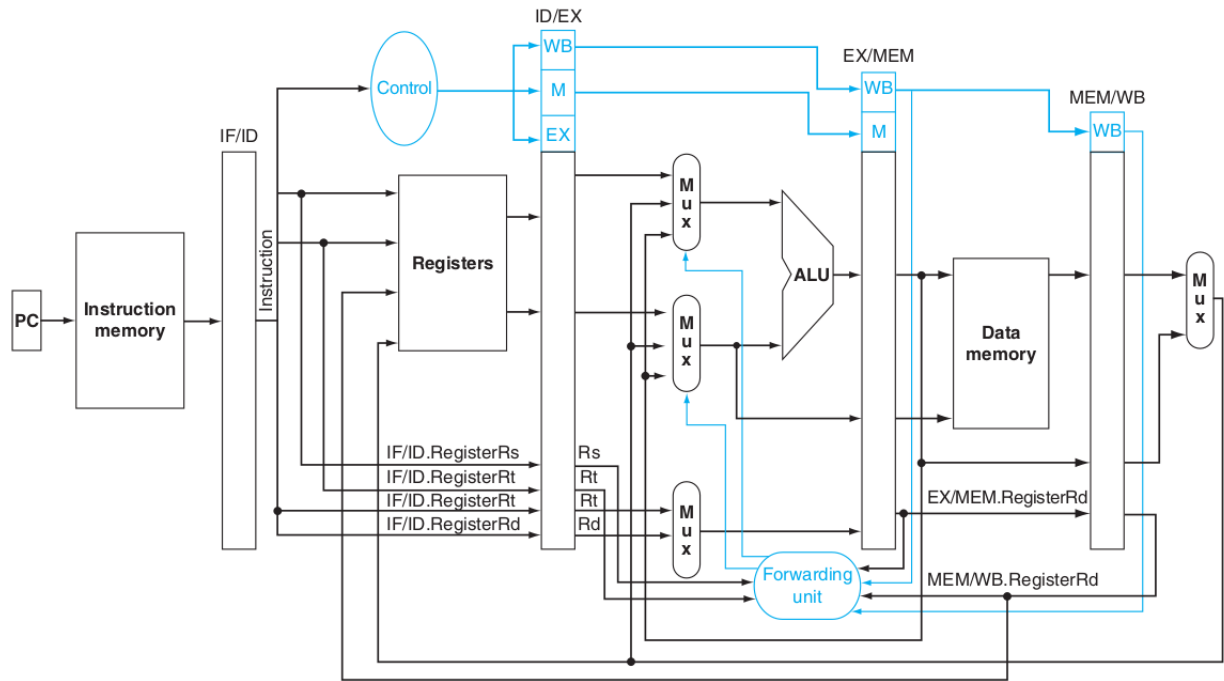 ID/EX
WB
M
EX
Control
EX/MEM
WB
M
MEM/WB
WB
IF/ID
PC
Instruction
memory
Instruction
Registers
M
u
x
M
u
x
ALU
Data
memory
M
u
x
IF/ID.RegisterRs
IF/ID.RegisterRt
IF/ID.RegisterRt
IF/ID.RegisterRd
Rs
Rt
Rt
Rd
M
u
x
EX/MEM.RegisterRd
Forwarding
unit
MEM/WB.RegisterRd